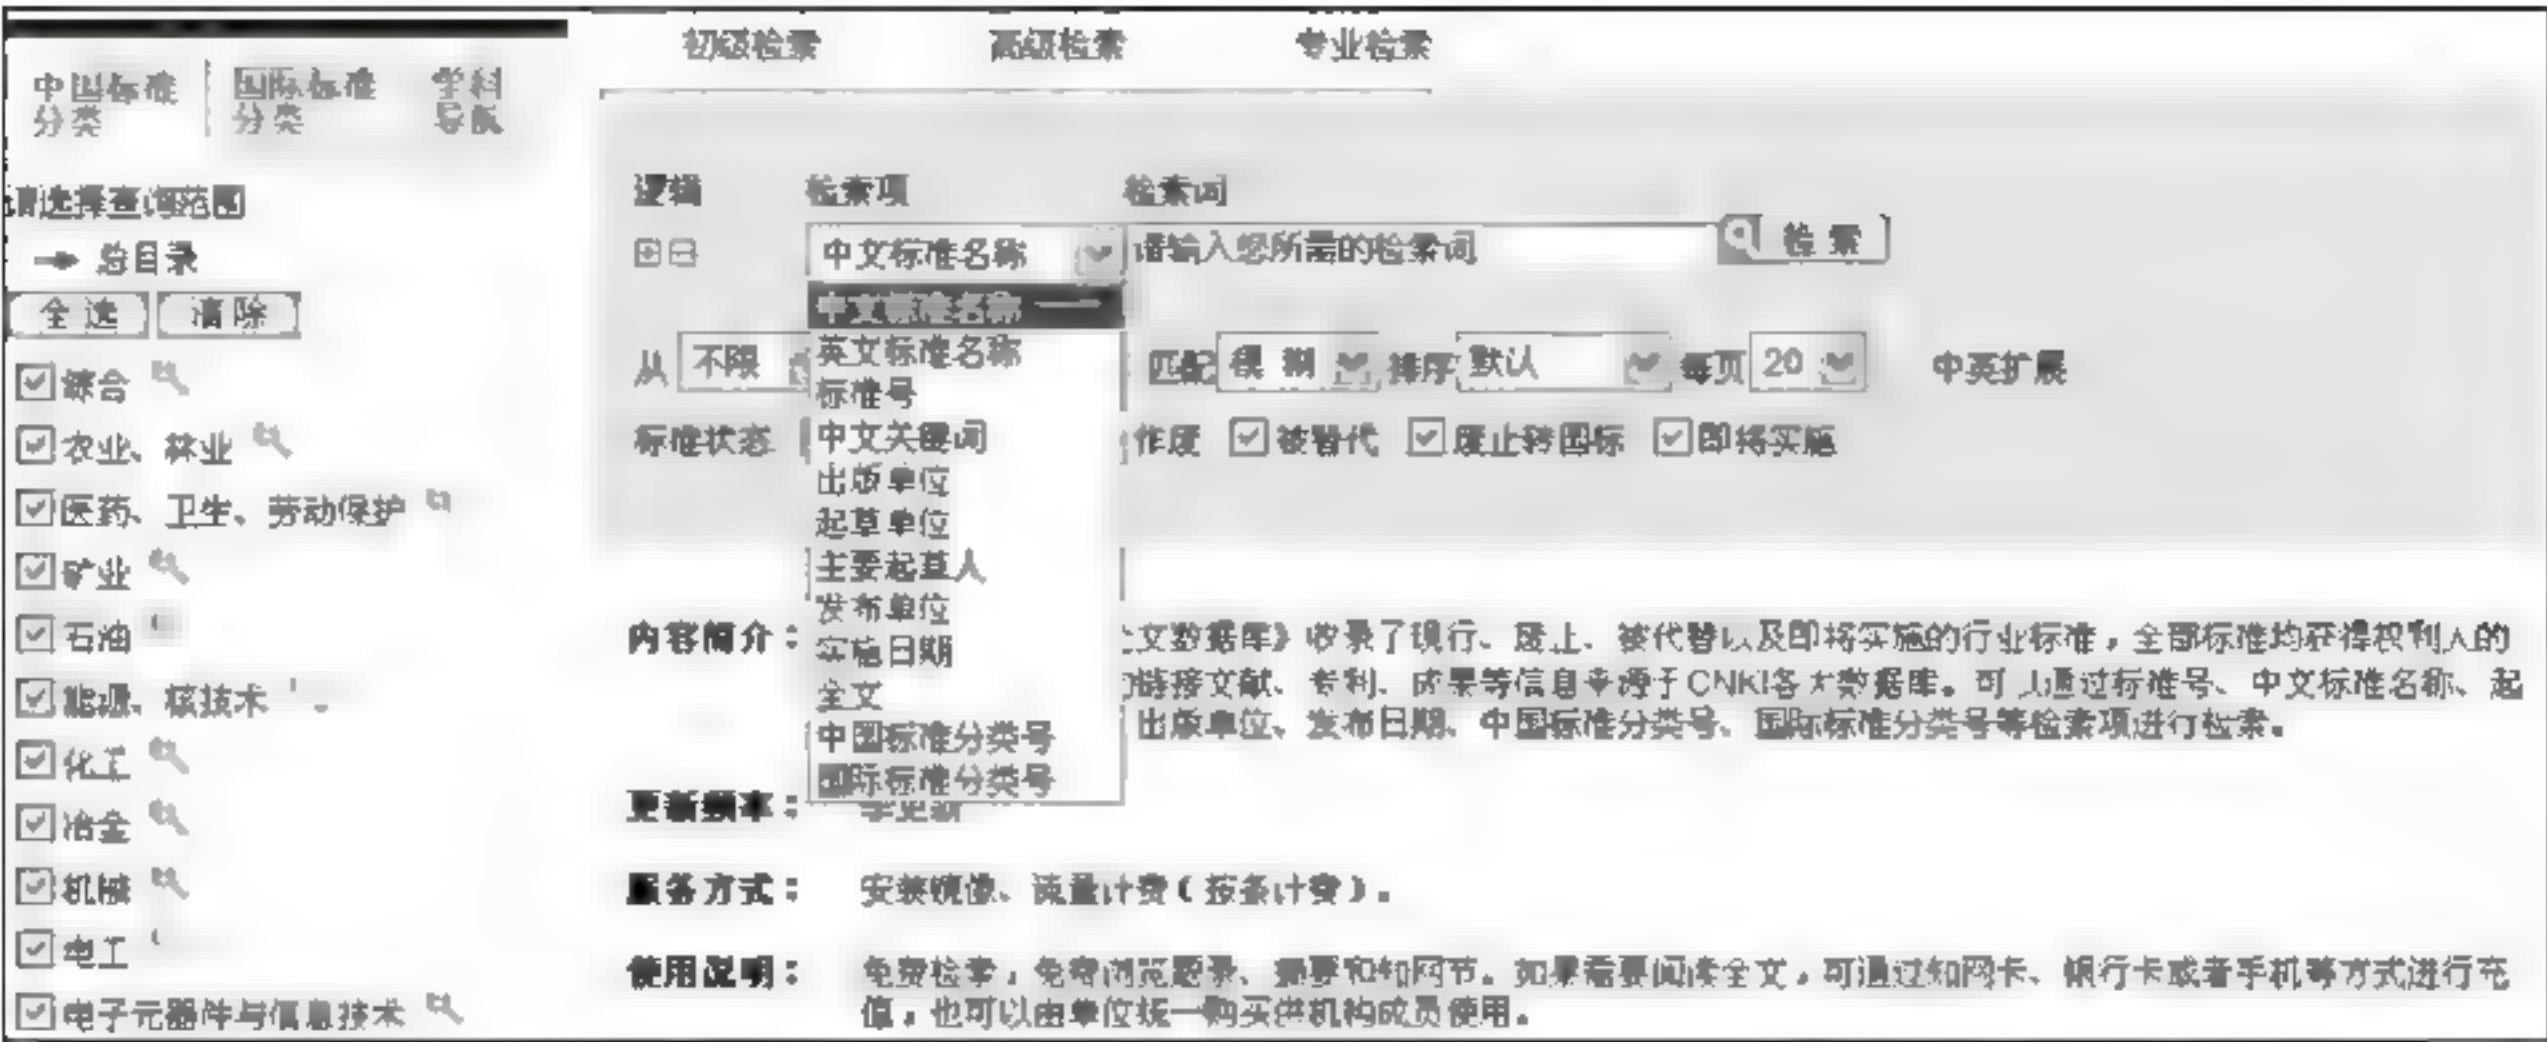 初级检索 高级检索 专业检索
中国标准 国际标准 学科
分类 分类 导航
请选择查询范围
总目录
全选 清除
综合
农业、林业
医药、卫生、劳动保护
矿业
石油
能源、核技术
化工
冶金
机械
电工
电子元器件与信息技术
逻辑 检索项 检索词
中文标准名称 请输入您所需的检索词 检索
中文标准名称
英文标准名称
标准号
中文关键词
出版单位
起草单位
主要起草人
发布单位
实施日期
全文
中国标准分类号
国际标准分类号
从 不限 匹配 模糊 排序 默认 每页 20 中英扩展
标准状态 作废 被替代 废止转国标 即将实施
内容简介: 文数据库》收录了现行、废止、被代替以及即将实施的行业标准,全部标准均获得权利人的
链接文献、专利、成果等信息来源于CNKI各大数据库。可以通过标准号、中文标准名称、起
出版单位、发布日期、中国标准分类号、国际标准分类号等检索项进行检索。
更新频率: 季更新
服务方式: 安装镜像、流量计费(按条计费)。
使用说明: 免费检索,免费浏览题录、摘要和知网节。如果需要阅读全文,可通过知网卡、银行卡或者手机等方式进行充
值,也可以由单位统一购买供机构成员使用。